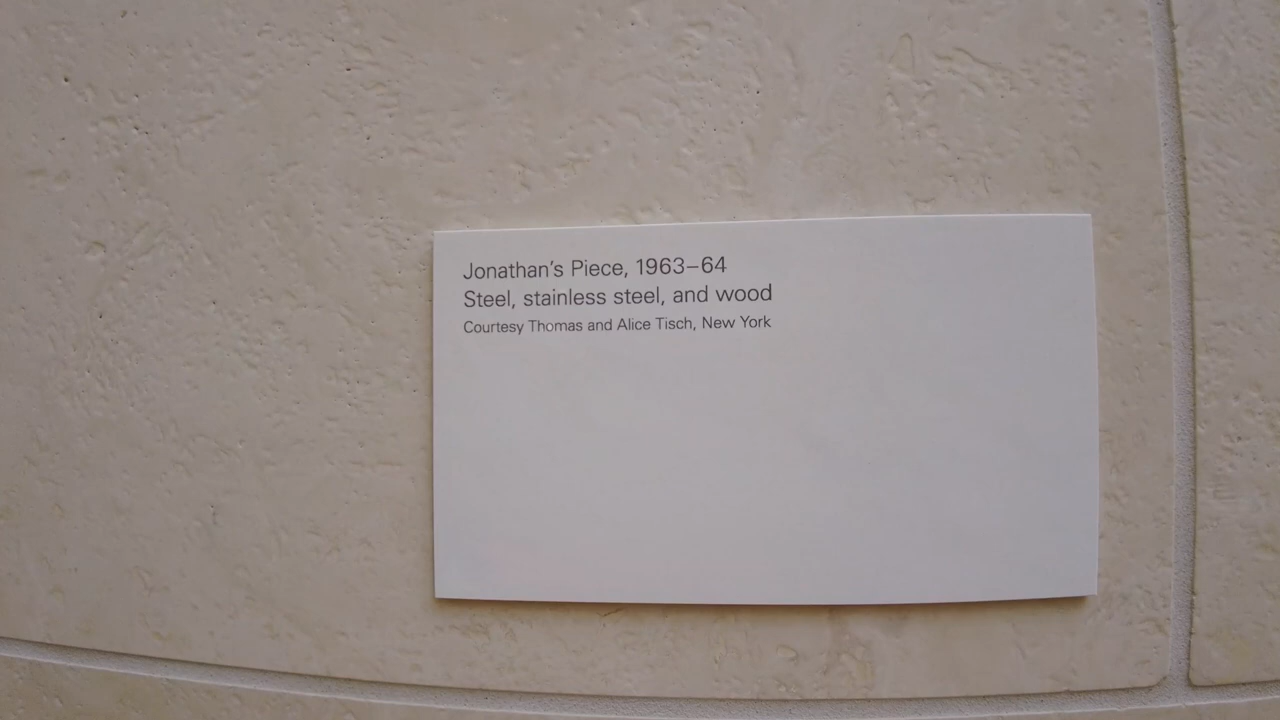 Jonathan’s Piece, 1963–64
Steel, stainless steel, and wood
Courtesy Thomas and Alice Tisch, New York